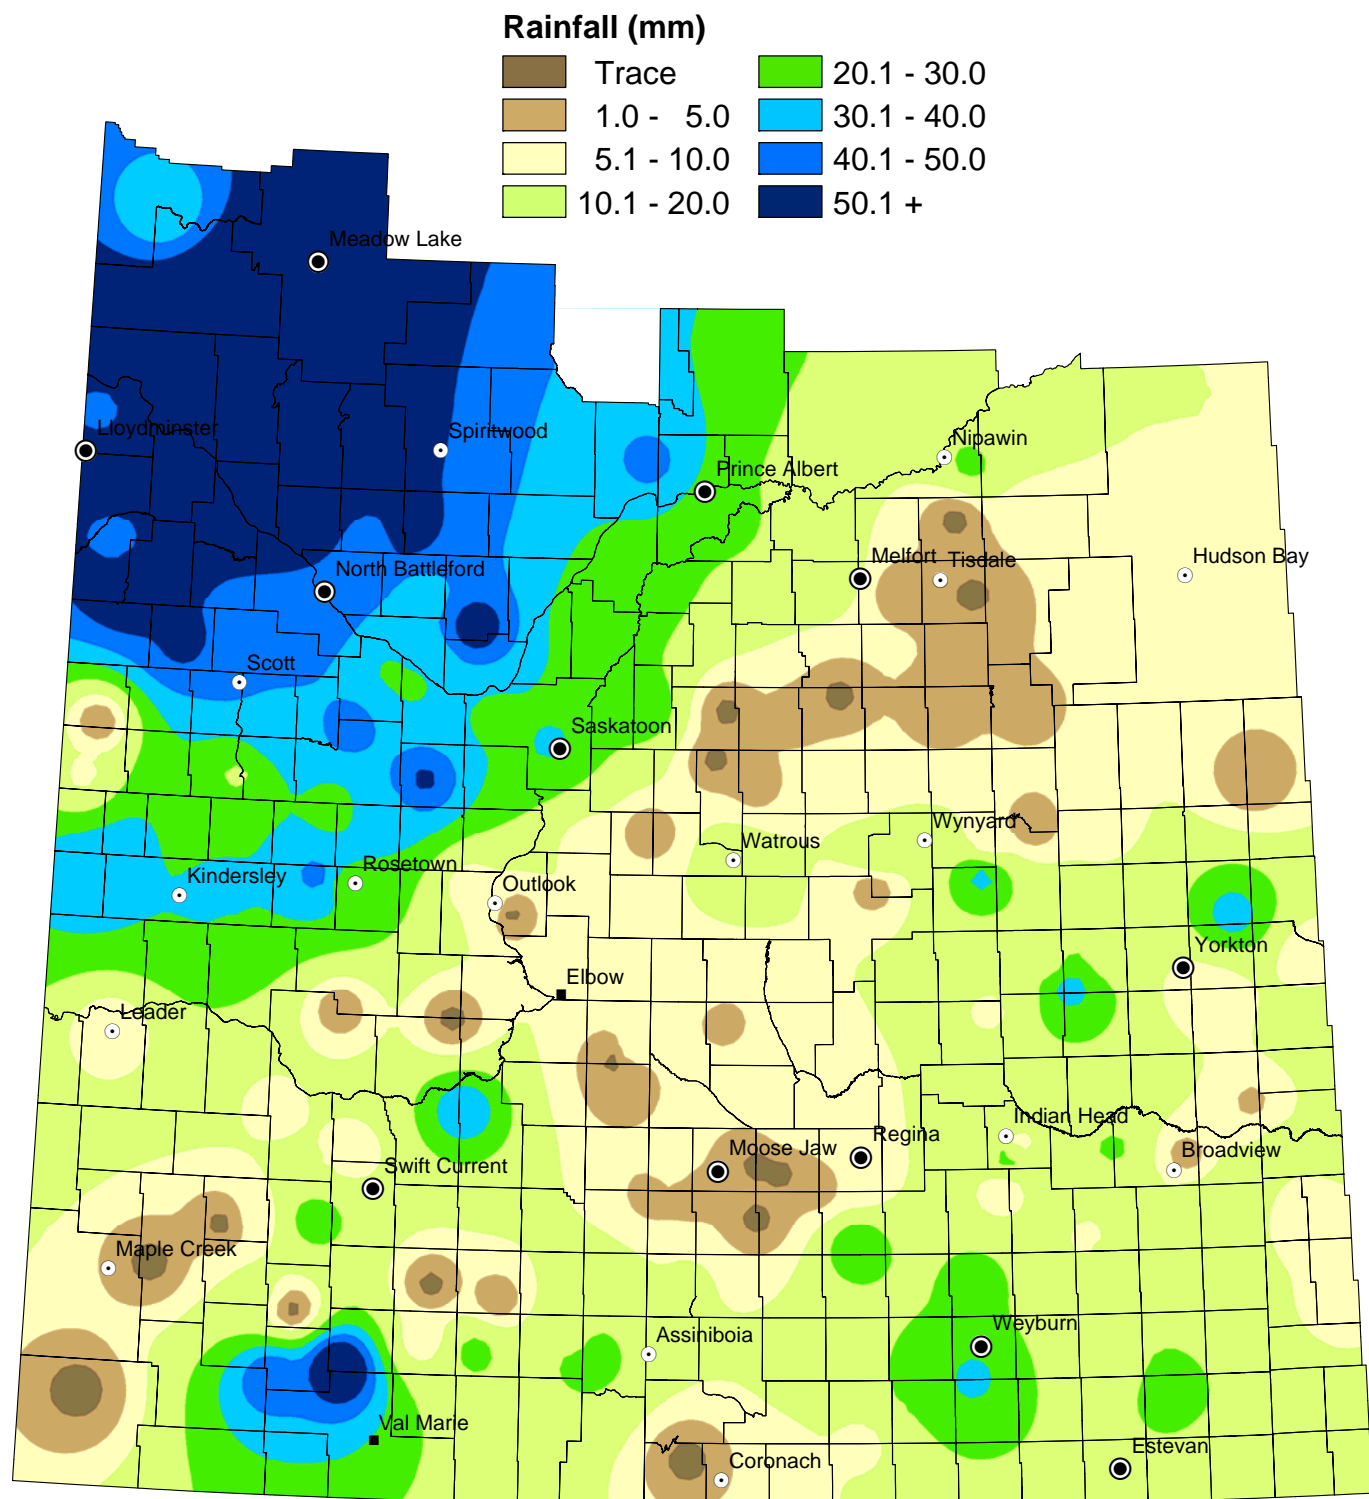 Rainfall (mm)
Trace
20.1 - 30.0
1.0 - 5.0
30.1 - 40.0
5.1 - 10.0
40.1 - 50.0
10.1 - 20.0
50.1 +
Meadow Lake
Lloydminster
Spiritwood
Nipawin
Prince Albert
North Battleford
Melfort
Tisdale
Hudson Bay
Scott
Saskatoon
Wynyard
Watrous
Rosetown
Kindersley
Outlook
Yorkton
Elbow
Leader
Indian Head
Regina
Moose Jaw
Broadview
Swift Current
Maple Creek
Weyburn
Assiniboia
Val Marie
Estevan
Coronach